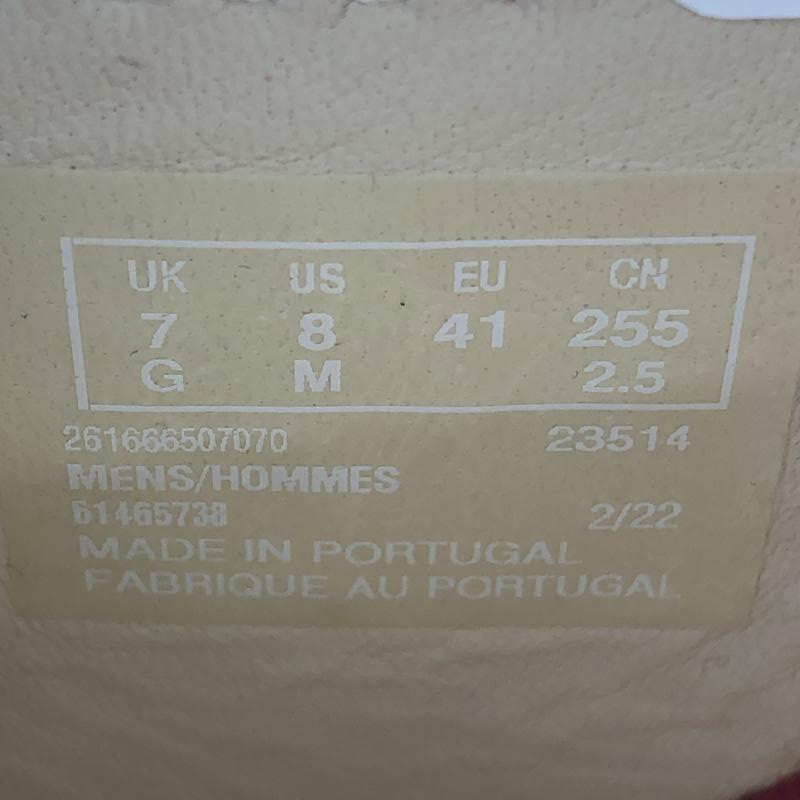 UK US EU CN
7 8 41 255
G M 2.5
261666507070 23514
MENS/HOMMES
61465738 2/22
MADE IN PORTUGAL
FABRIQUE AU PORTUGAL